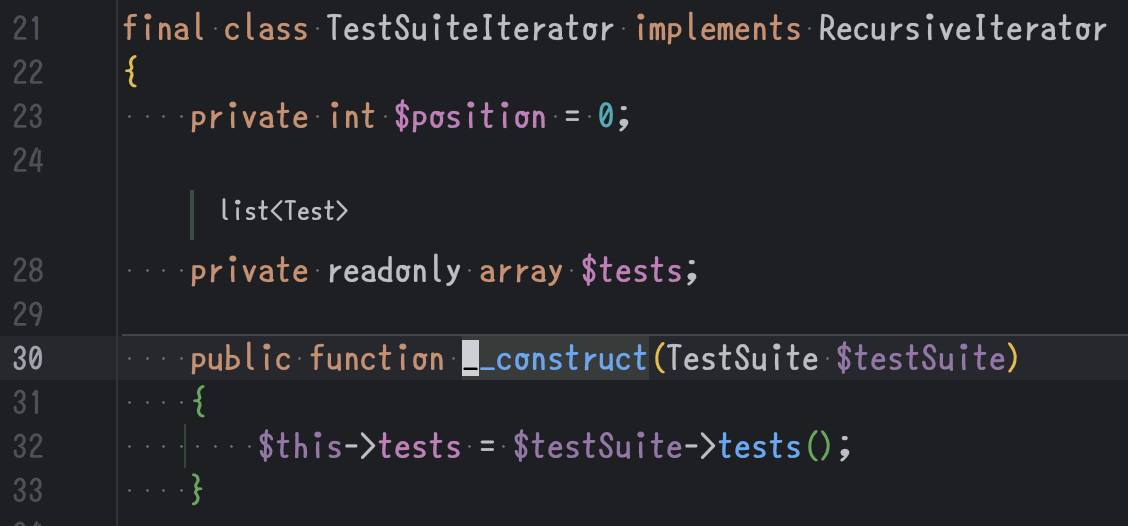 21 final class TestSuiteIterator implements RecursiveIterator
22 {
23 private int $position = 0;
24
list<Test>
28 private readonly array $tests;
29
30 public function __construct(TestSuite $testSuite)
31 {
32 $this->tests = $testSuite->tests();
33 }